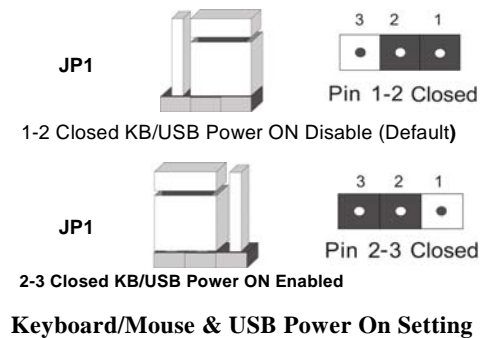 3 2 1
JP1
Pin 1-2 Closed
1-2 Closed KB/USB Power ON Disable (Default)
3 2 1
JP1
Pin 2-3 Closed
2-3 Closed KB/USB Power ON Enabled
Keyboard/Mouse & USB Power On Setting